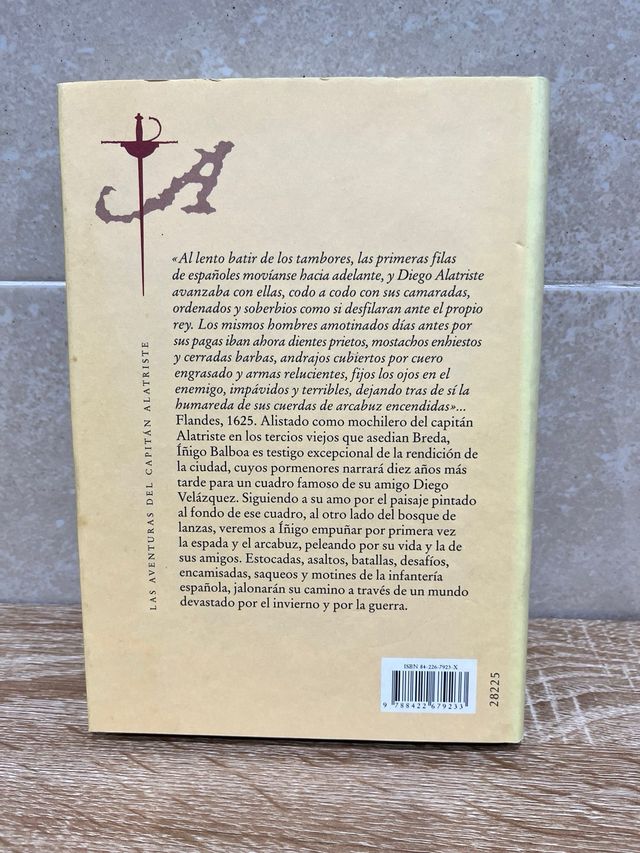 A
LAS AVENTURAS DEL CAPITÁN ALATRISTE
«Al lento batir de los tambores, las primeras filas
de españoles movíanse hacia adelante, y Diego Alatriste
avanzaba con ellas, codo a codo con sus camaradas,
ordenados y soberbios como si desfilaran ante el propio
rey. Los mismos hombres amotinados días antes por
sus pagas iban ahora dientes prietos, mostachos enhiestos
y cerradas barbas, andrajos cubiertos por cuero
engrasado y armas relucientes, fijos los ojos en el
enemigo, impávidos y terribles, dejando tras de sí la
humareda de sus cuerdas de arcabuz encendidas»...
Flandes, 1625. Alistado como mochilero del capitán
Alatriste en los tercios viejos que asedian Breda,
Íñigo Balboa es testigo excepcional de la rendición de
la ciudad, cuyos pormenores narrará diez años más
tarde para un cuadro famoso de su amigo Diego
Velázquez. Siguiendo a su amo por el paisaje pintado
al fondo de ese cuadro, al otro lado del bosque de
lanzas, veremos a Íñigo empuñar por primera vez
la espada y el arcabuz, peleando por su vida y la de
sus amigos. Estocadas, asaltos, batallas, desafíos,
encamisadas, saqueos y motines de la infantería
española, jalonarán su camino a través de un mundo
devastado por el invierno y por la guerra.
ISBN 84-226-7923-X
9 788422 679233
28225